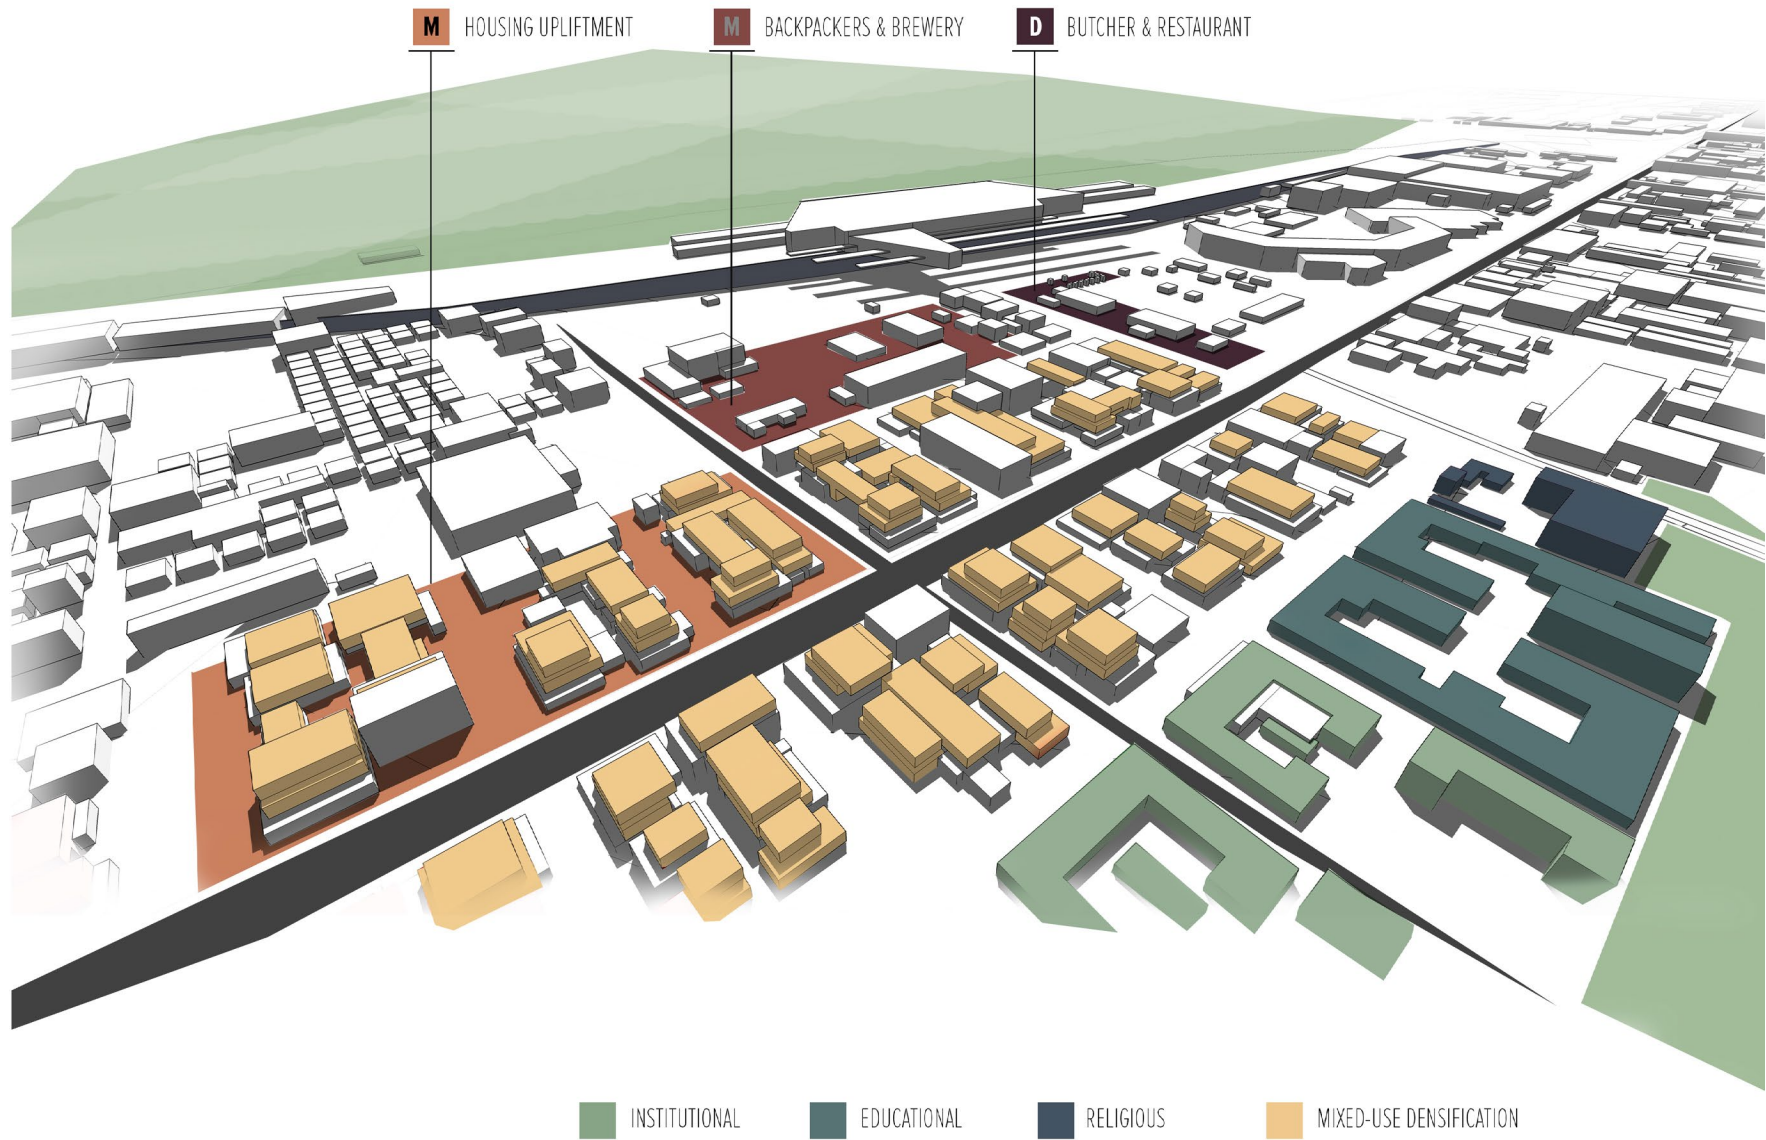 M HOUSING UPLIFTMENT
M BACKPACKERS & BREWERY
D BUTCHER & RESTAURANT
INSTITUTIONAL
EDUCATIONAL
RELIGIOUS
MIXED-USE DENSIFICATION